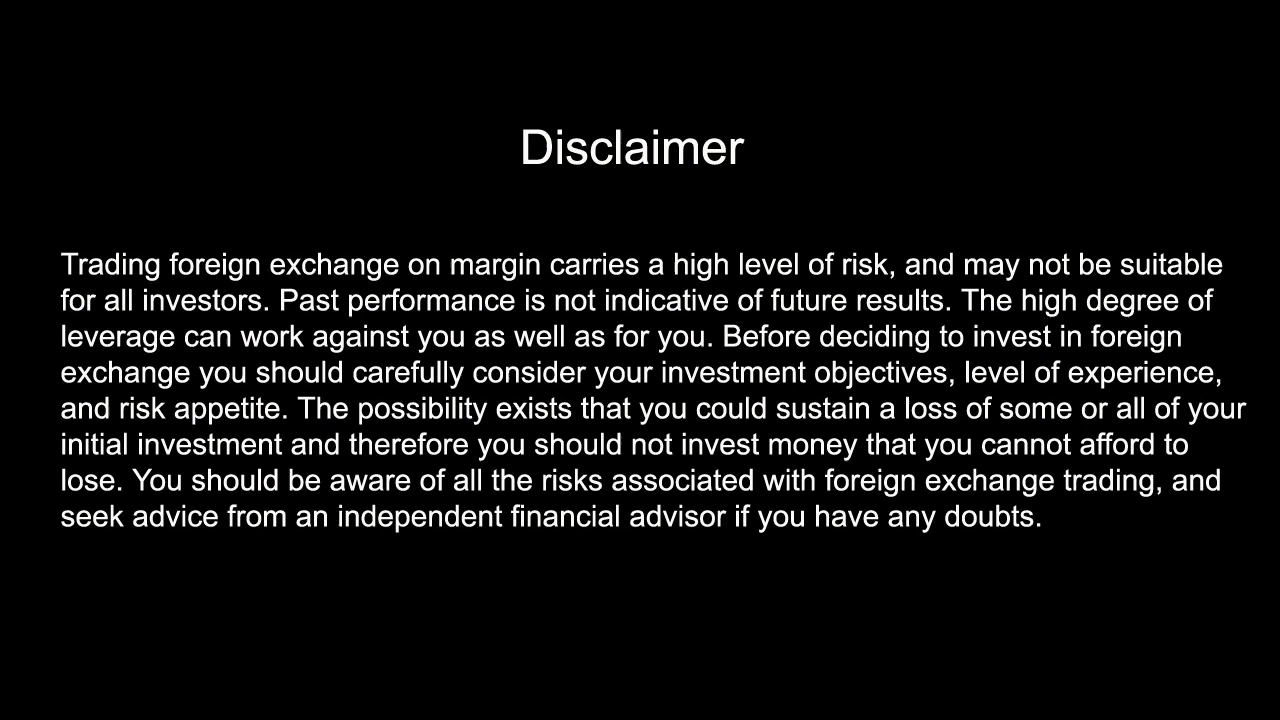 Disclaimer
Trading foreign exchange on margin carries a high level of risk, and may not be suitable
for all investors. Past performance is not indicative of future results. The high degree of
leverage can work against you as well as for you. Before deciding to invest in foreign
exchange you should carefully consider your investment objectives, level of experience,
and risk appetite. The possibility exists that you could sustain a loss of some or all of your
initial investment and therefore you should not invest money that you cannot afford to
lose. You should be aware of all the risks associated with foreign exchange trading, and
seek advice from an independent financial advisor if you have any doubts.